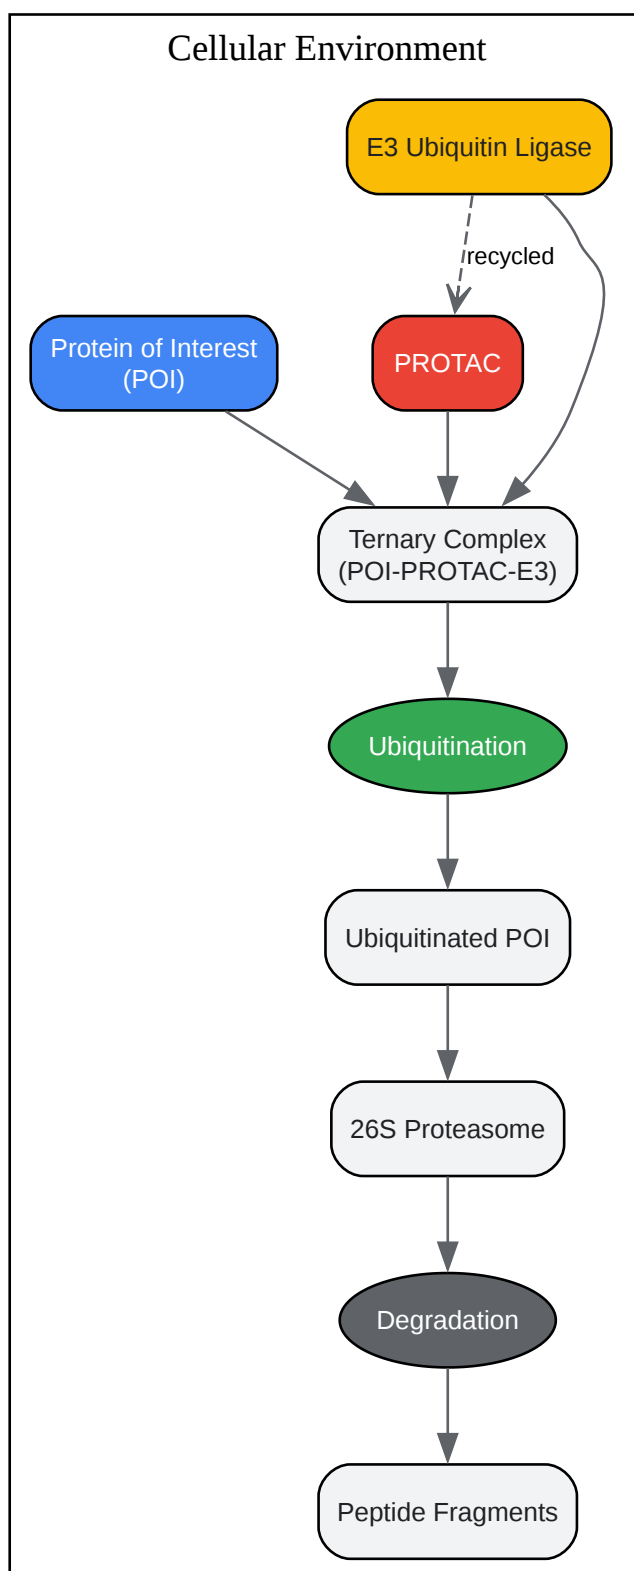 Cellular Environment
E3 Ubiquitin Ligase
recycled
Protein of Interest
(POI)
PROTAC
Ternary Complex
(POI-PROTAC-E3)
Ubiquitination
Ubiquitinated POI
26S Proteasome
Degradation
Peptide Fragments